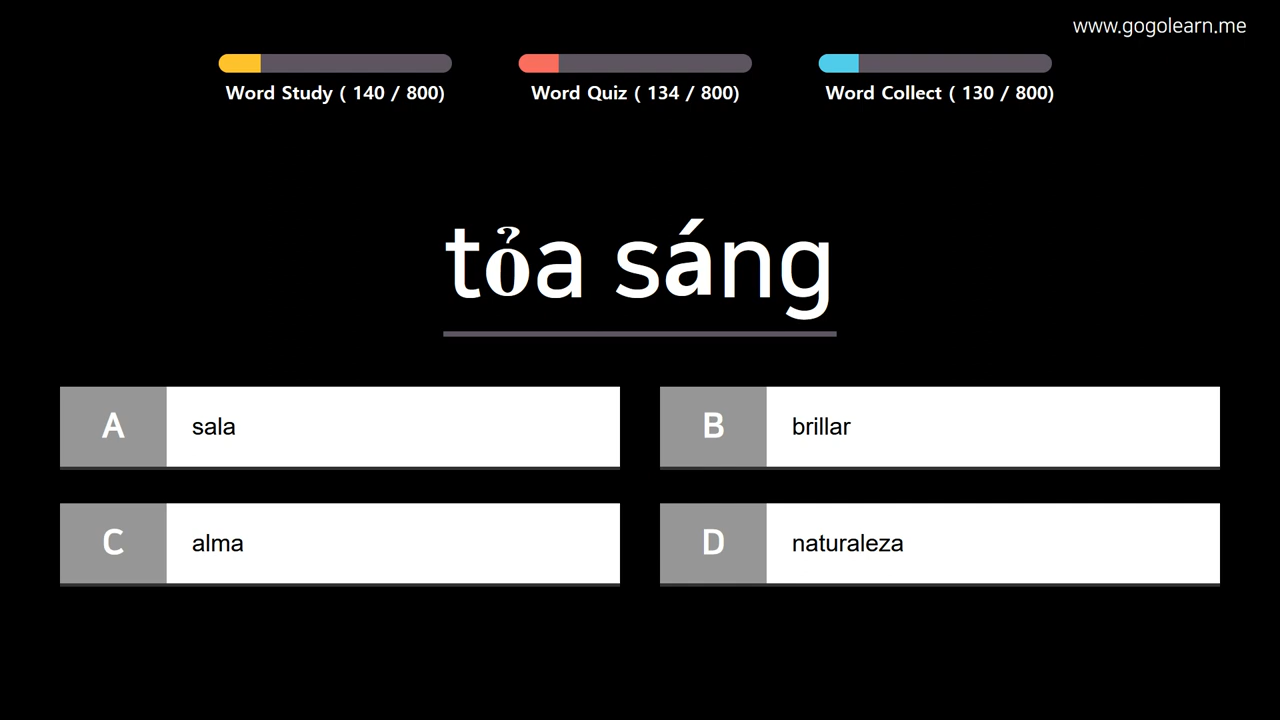 www.gogolearn.me
Word Study ( 140 / 800)
Word Quiz ( 134 / 800)
Word Collect ( 130 / 800)
tỏa sáng
A sala
B brillar
C alma
D naturaleza